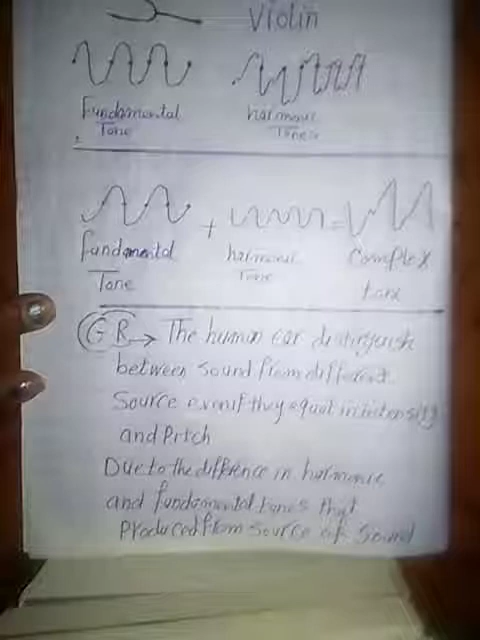 Violin
Fundamental
Tone
harmonic
Tones
+
=
fundamental
Tone
harmonic
Tone
Complex
tone
G R → The human ear distinguish
between sound from different
Source even if they equal in intensity
and Pitch
Due to the difference in harmonic
and fundamental tones that
Produced from source of sound